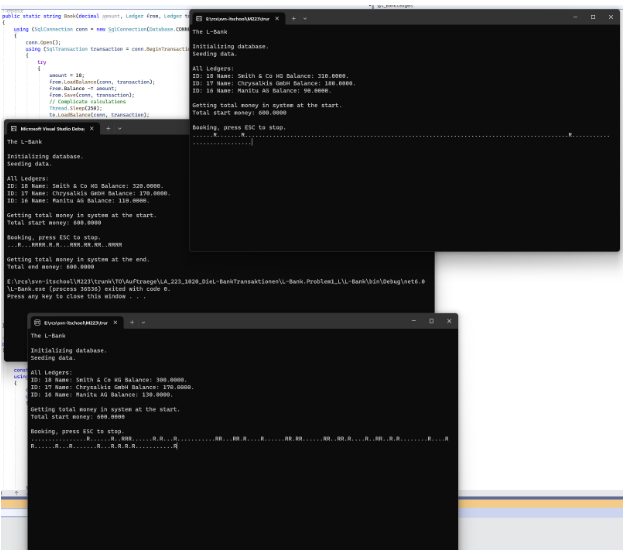 public static string Book(decimal amount, Ledger from, Ledger to
{
using (SqlConnection conn = new SqlConnection(Database.CONN
{
conn.Open();
using (SqlTransaction transaction = conn.BeginTransactio
{
try
{
amount = 10;
from.LoadBalance(conn, transaction);
from.Balance -= amount;
from.Save(conn, transaction);
// Complicate calculations
Thread.Sleep(250);
to.LoadBalance(conn, transaction);
The L-Bank
Initializing database.
Seeding data.
All Ledgers:
ID: 18 Name: Smith & Co KG Balance: 310.0000.
ID: 17 Name: Chrysalkis GmbH Balance: 180.0000.
ID: 16 Name: Manitu AG Balance: 90.0000.
Getting total money in system at the start.
Total start money: 600.0000
Booking, press ESC to stop.
Microsoft Visual Studio Debu
The L-Bank
Initializing database.
Seeding data.
All Ledgers:
ID: 18 Name: Smith & Co KG Balance: 320.0000.
ID: 17 Name: Chrysalkis GmbH Balance: 170.0000.
ID: 16 Name: Manitu AG Balance: 110.0000.
Getting total money in system at the start.
Total start money: 600.0000
Booking, press ESC to stop.
...R...RRRR.R.R...RRR.RR.RR..RRRR
Getting total money in system at the end.
Total end money: 600.0000
E:\rcs\svn-itschool\M223\trunk\TO\Auftraege\LA_223_1020_DieL-BankTransaktionen\L-Bank.Problem1_L\L-Bank\bin\Debug\net6.0
\L-Bank.exe (process 36536) exited with code 0.
Press any key to close this window . . .
E:\rcs\svn-itschool\M223\trur
The L-Bank
Initializing database.
Seeding data.
All Ledgers:
ID: 18 Name: Smith & Co KG Balance: 300.0000.
ID: 17 Name: Chrysalkis GmbH Balance: 170.0000.
ID: 16 Name: Manitu AG Balance: 130.0000.
Getting total money in system at the start.
Total start money: 600.0000
Booking, press ESC to stop.